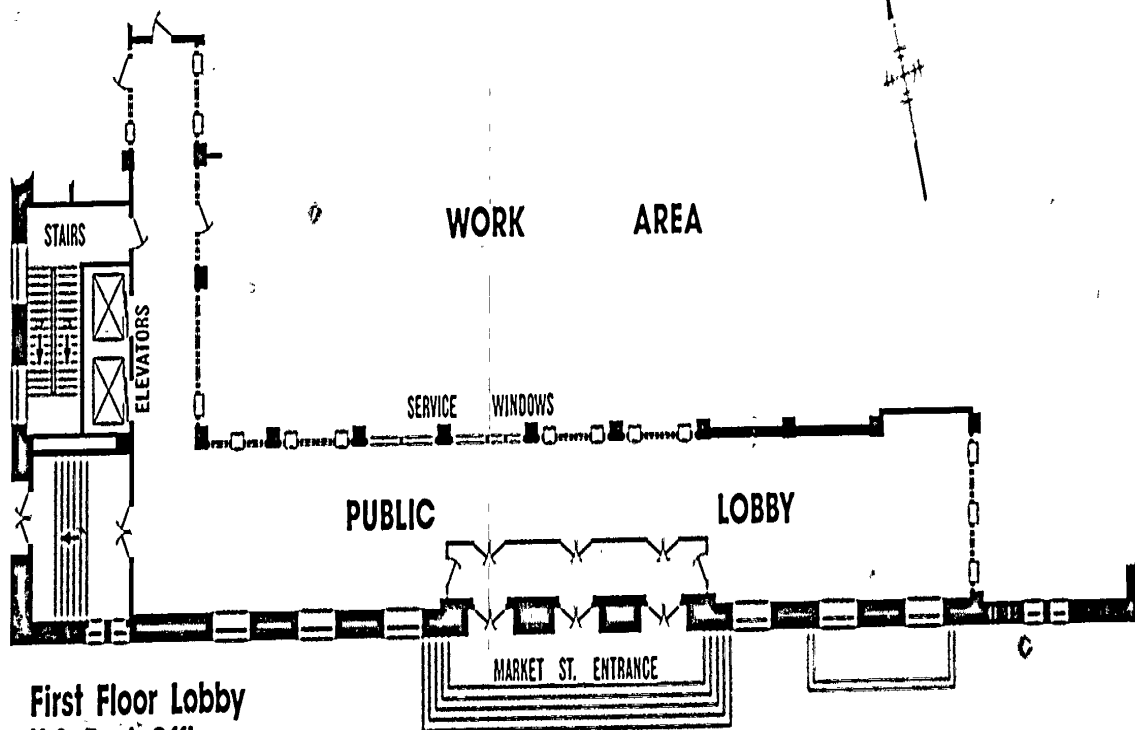 WORK AREA
STAIRS
ELEVATORS
SERVICE WINDOWS
PUBLIC LOBBY
MARKET ST. ENTRANCE
First Floor Lobby